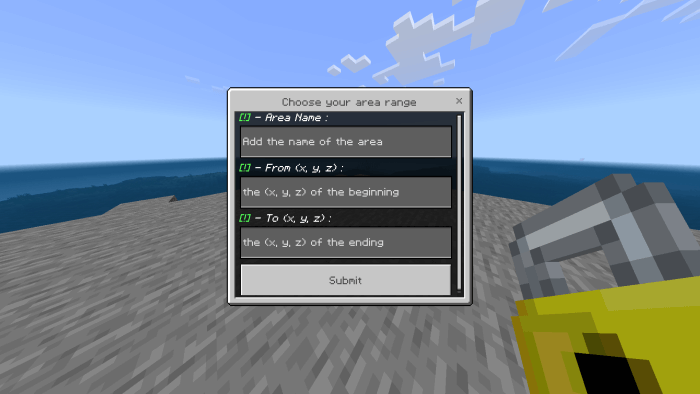 Choose your area range
[!] - Area Name :
Add the name of the area
[!] - From (x, y, z) :
the (x, y, z) of the beginning
[!] - To (x, y, z) :
the (x, y, z) of the ending
Submit